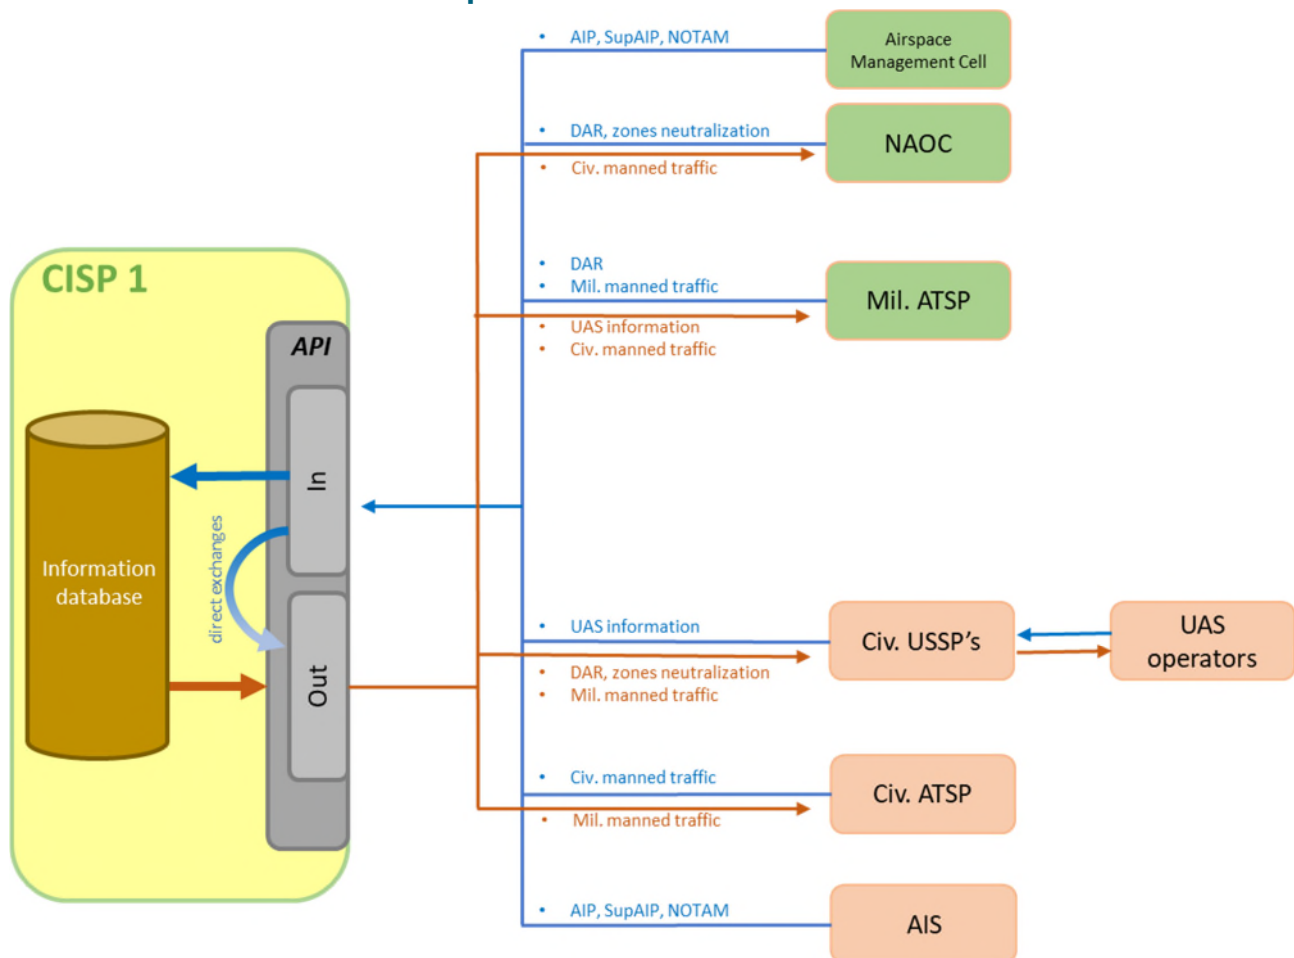 AIP, SupAIP, NOTAM
Airspace
Management Cell
DAR, zones neutralization
Civ. manned traffic
NAOC
CISP 1
DAR
Mil. manned traffic
UAS information
Civ. manned traffic
Mil. ATSP
API
In
direct exchanges
Information
database
Out
UAS information
DAR, zones neutralization
Mil. manned traffic
Civ. USSP's
UAS
operators
Civ. manned traffic
Mil. manned traffic
Civ. ATSP
AIP, SupAIP, NOTAM
AIS